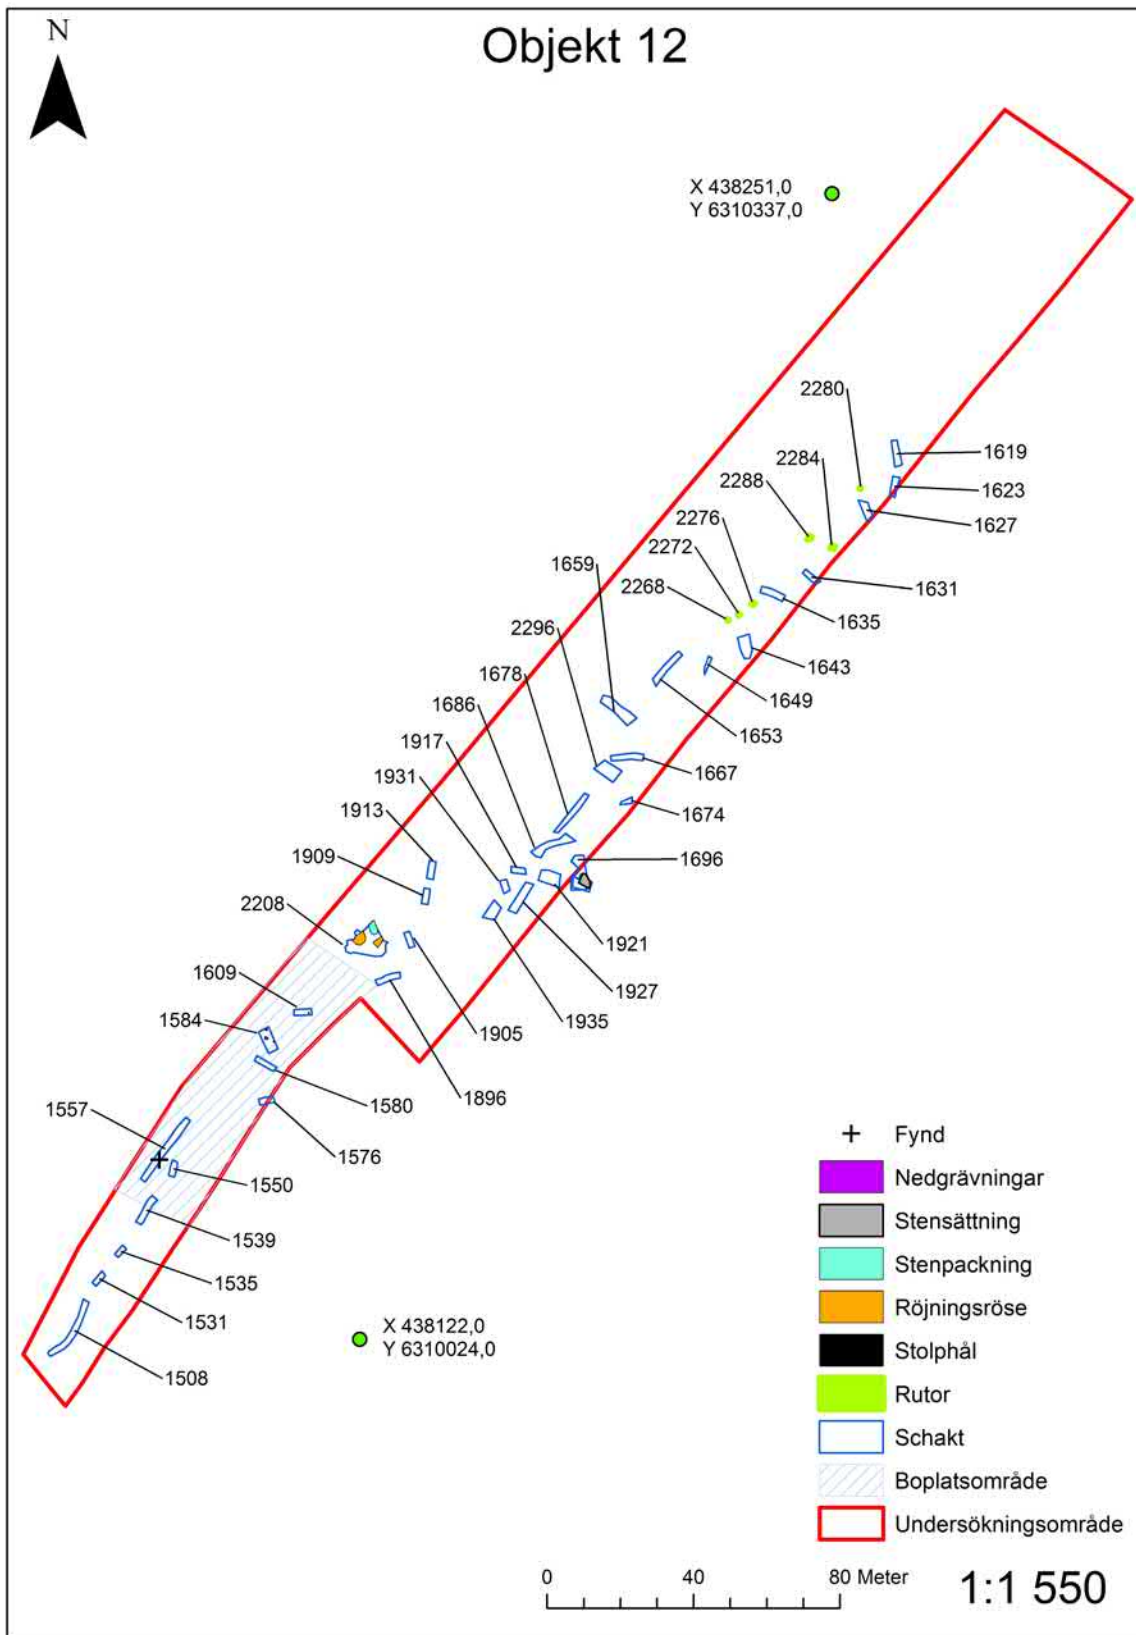 N
Objekt 12
X 438251,0
Y 6310337,0
2280
1619
2284
1623
2288
1627
2276
1659
2272
1631
2268
1635
2296
1643
1678
1649
1686
1653
1917
1667
1931
1674
1913
1696
1909
2208
1921
1609
1927
1584
1905
1935
1896
1580
1557
1576
1550
1539
1535
1531
1508
X 438122,0
Y 6310024,0
Fynd
Nedgrävningar
Stensättning
Stenpackning
Röjningsröse
Stolphål
Rutor
Schakt
Boplatsområde
Undersökningsområde
0 40 80 Meter
1:1 550